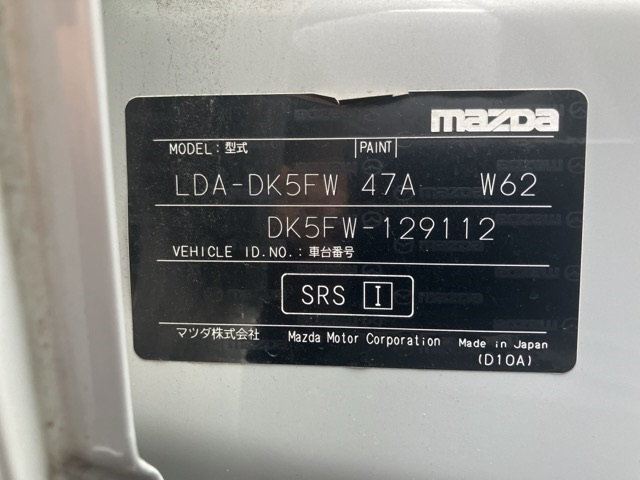 mazda
MODEL:型式 PAINT
LDA-DK5FW 47A W62
DK5FW-129112
VEHICLE ID.NO.:車台番号
SRS I
マツダ株式会社 Mazda Motor Corporation Made in Japan
(D10A)